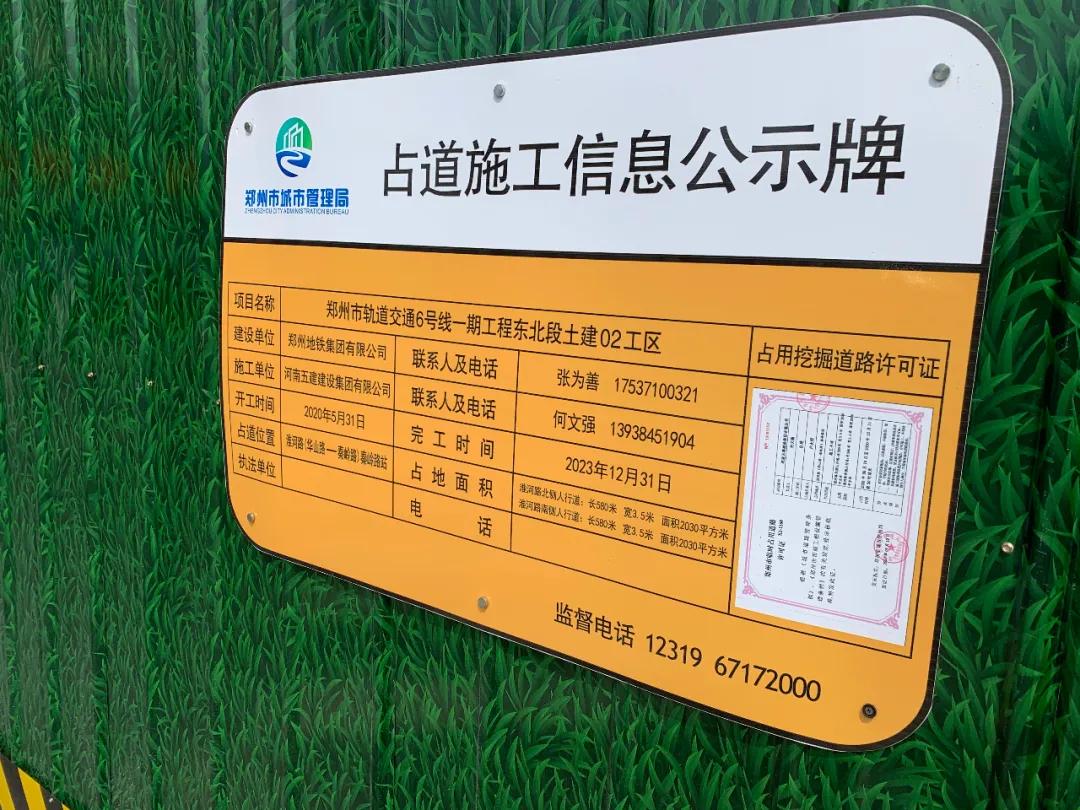 占道施工信息公示牌
郑州市城市管理局
ZHENGZHOU CITY ADMINISTRATION BUREAU
项目名称 郑州市轨道交通6号线一期工程东北段土建02工区 占用挖掘道路许可证
建设单位 郑州地铁集团有限公司 联系人及电话 张为善 17537100321
施工单位 河南五建建设集团有限公司 联系人及电话 何文强 13938451904
开工时间 2020年5月31日 完工时间 2023年12月31日
占道位置 淮河路(华山路——秦岭路)秦岭路站 占地面积 淮河路北侧人行道：长580米 宽3.5米 面积2030平方米
淮河路南侧人行道：长580米 宽3.5米 面积2030平方米
执法单位 电话
监督电话 12319 67172000